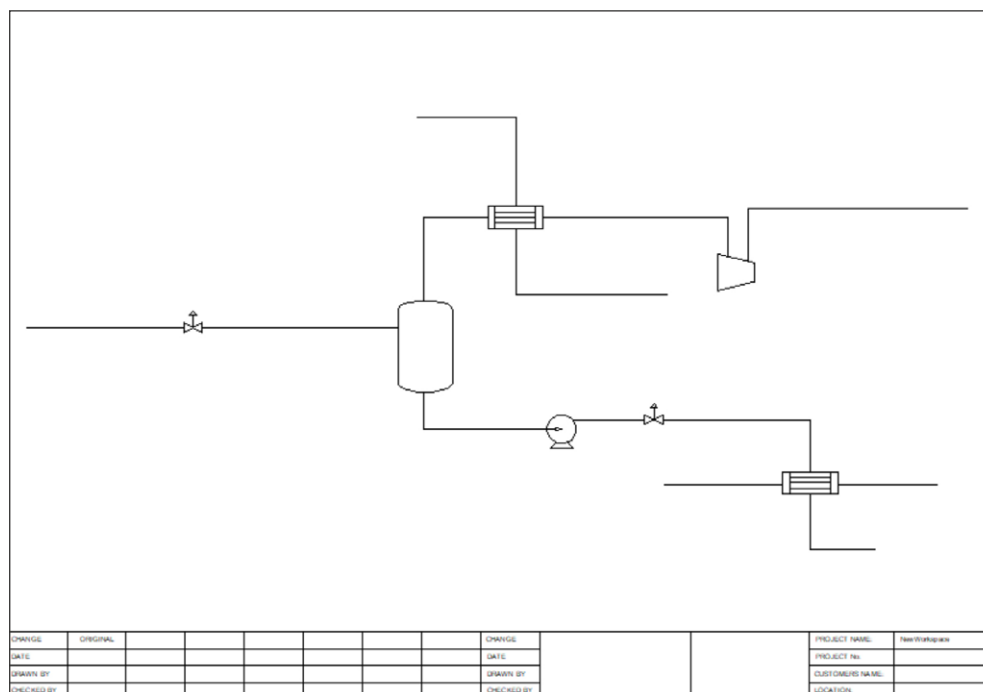 CHANGE ORIGINAL CHANGE PROJECT NAME: NewWorkspace
DATE DATE PROJECT No.
DRAWN BY DRAWN BY CUSTOMERS NAME:
CHECKED BY CHECKED BY LOCATION: